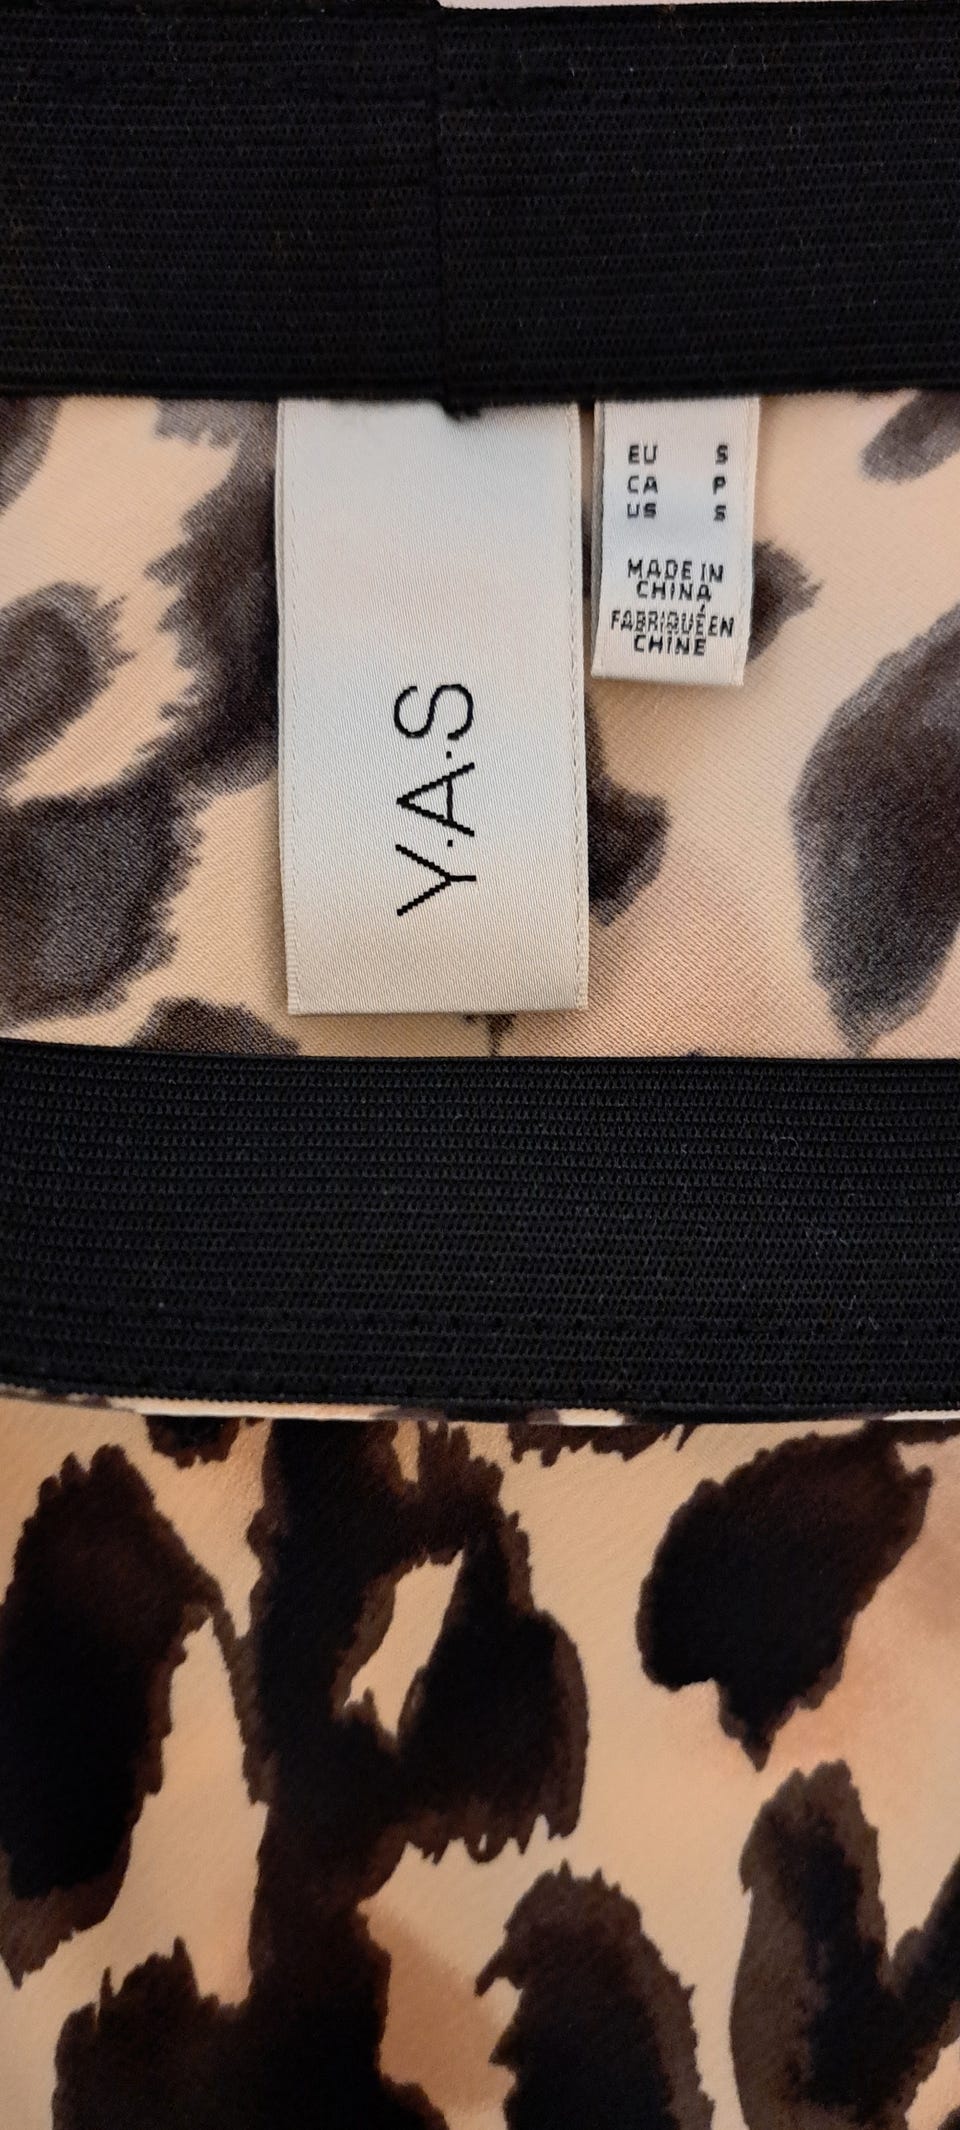 Y.A.S
EU S
CA P
US S
MADE IN
CHINA
FABRIQUÉ EN
CHINE